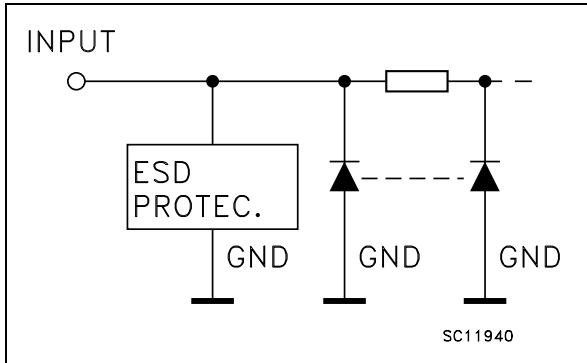 INPUT
ESD
PROTEC.
GND
GND
GND
SC11940